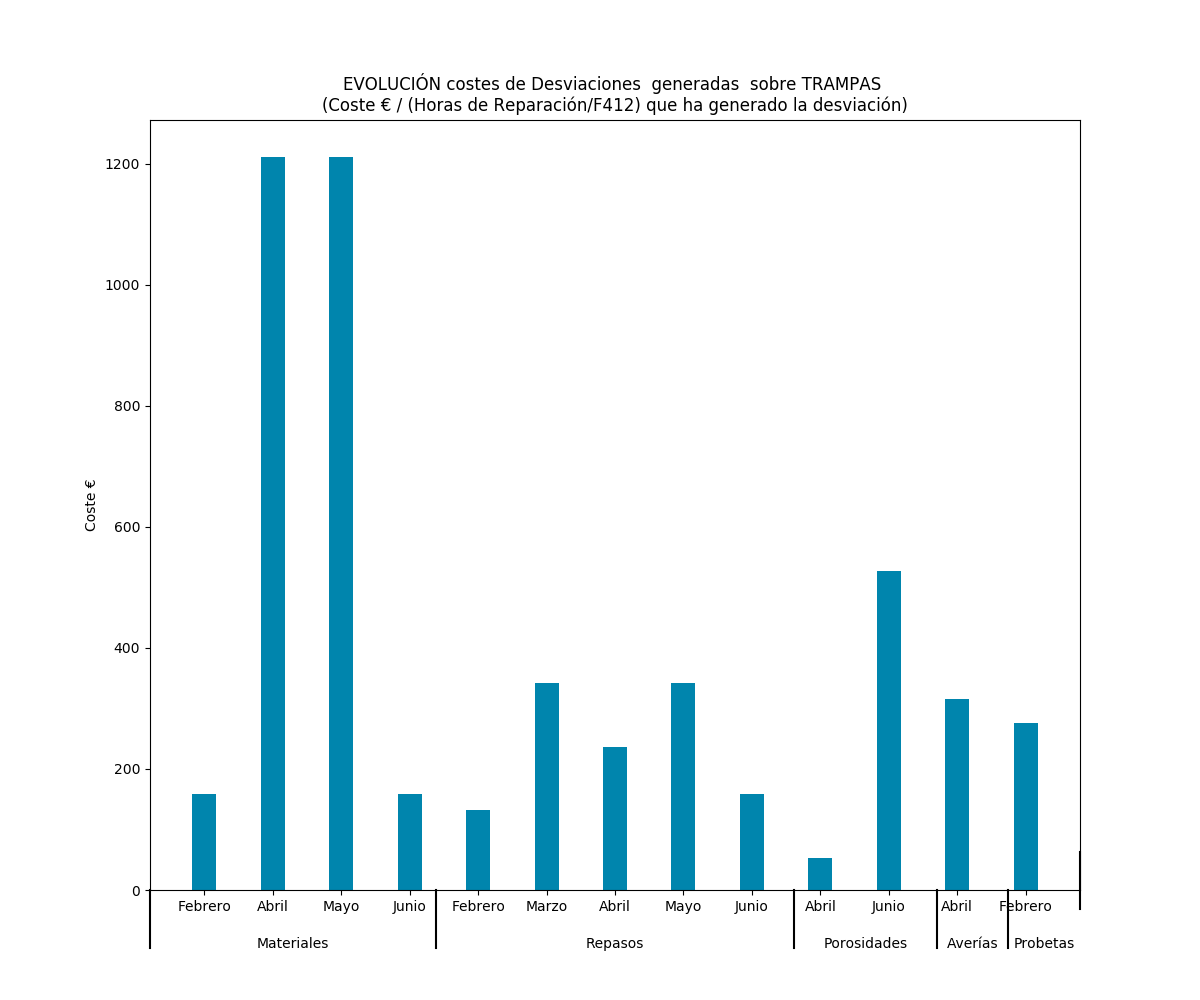 EVOLUCIÓN costes de Desviaciones  generadas  sobre TRAMPAS
(Coste € / (Horas de Reparación/F412) que ha generado la desviación)
1200
1000
800
600
400
200
0
Coste €
Febrero Abril Mayo Junio Febrero Marzo Abril Mayo Junio Abril Junio Abril Febrero
Materiales Repasos Porosidades Averías Probetas